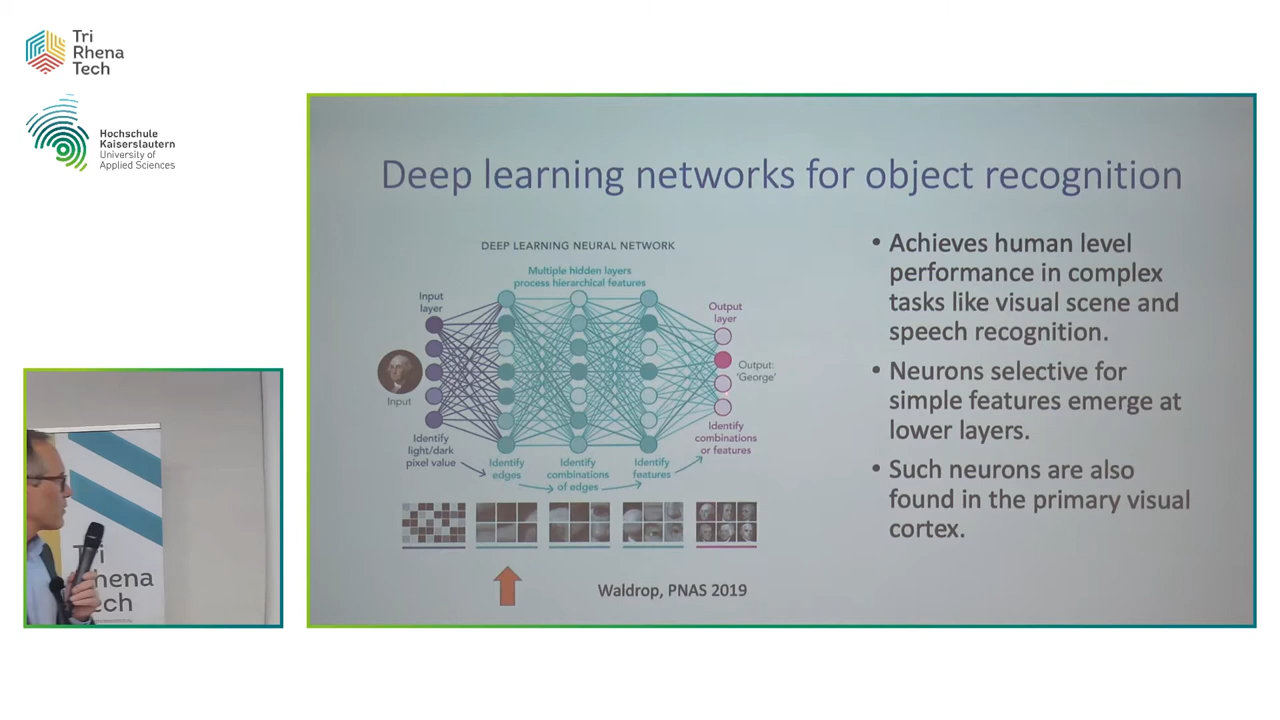 Tri
Rhena
Tech
Hochschule
Kaiserslautern
University of
Applied Sciences
Deep learning networks for object recognition
DEEP LEARNING NEURAL NETWORK
Multiple hidden layers
process hierarchical features
Input
layer
Output
layer
Input
Output:
'George'
Identify
light/dark
pixel value
Identify
edges
Identify
combinations
of edges
Identify
features
Identify
combinations
or features
Waldrop, PNAS 2019
• Achieves human level
performance in complex
tasks like visual scene and
speech recognition.
• Neurons selective for
simple features emerge at
lower layers.
• Such neurons are also
found in the primary visual
cortex.
Tri
hena
ech